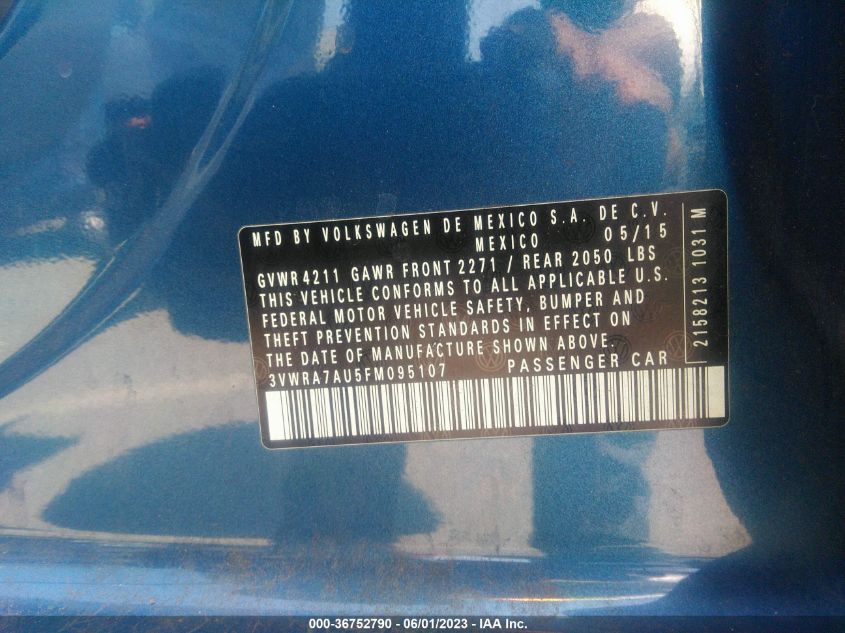 MFD BY VOLKSWAGEN DE MEXICO S.A. DE C.V.
MEXICO 05/15
GVWR 4211 GAWR FRONT 2271 / REAR 2050 LBS
THIS VEHICLE CONFORMS TO ALL APPLICABLE U.S.
FEDERAL MOTOR VEHICLE SAFETY, BUMPER AND
THEFT PREVENTION STANDARDS IN EFFECT ON
THE DATE OF MANUFACTURE SHOWN ABOVE.
3VWRA7AU5FM095107 PASSENGER CAR
2158213 1031 M
000-36752790 - 06/01/2023 - IAA Inc.